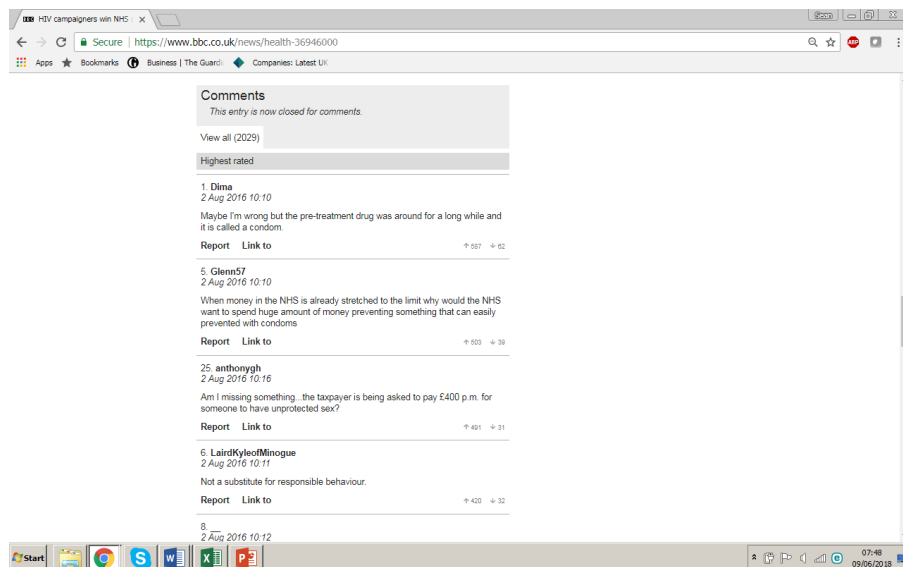 HIV campaigners win NHS
Sean
Secure | https://www.bbc.co.uk/news/health-36946000
ABP
Apps Bookmarks Business | The Guardi Companies: Latest UK
Comments
This entry is now closed for comments.
View all (2029)
Highest rated
1. Dima
2 Aug 2016 10:10
Maybe I'm wrong but the pre-treatment drug was around for a long while and
it is called a condom.
Report Link to 587 62
5. Glenn57
2 Aug 2016 10:10
When money in the NHS is already stretched to the limit why would the NHS
want to spend huge amount of money preventing something that can easily
prevented with condoms
Report Link to 503 39
25. anthonygh
2 Aug 2016 10:16
Am I missing something...the taxpayer is being asked to pay £400 p.m. for
someone to have unprotected sex?
Report Link to 491 31
6. LairdKyleofMinogue
2 Aug 2016 10:11
Not a substitute for responsible behaviour.
Report Link to 420 32
8. __
2 Aug 2016 10:12
Start
07:48
09/06/2018